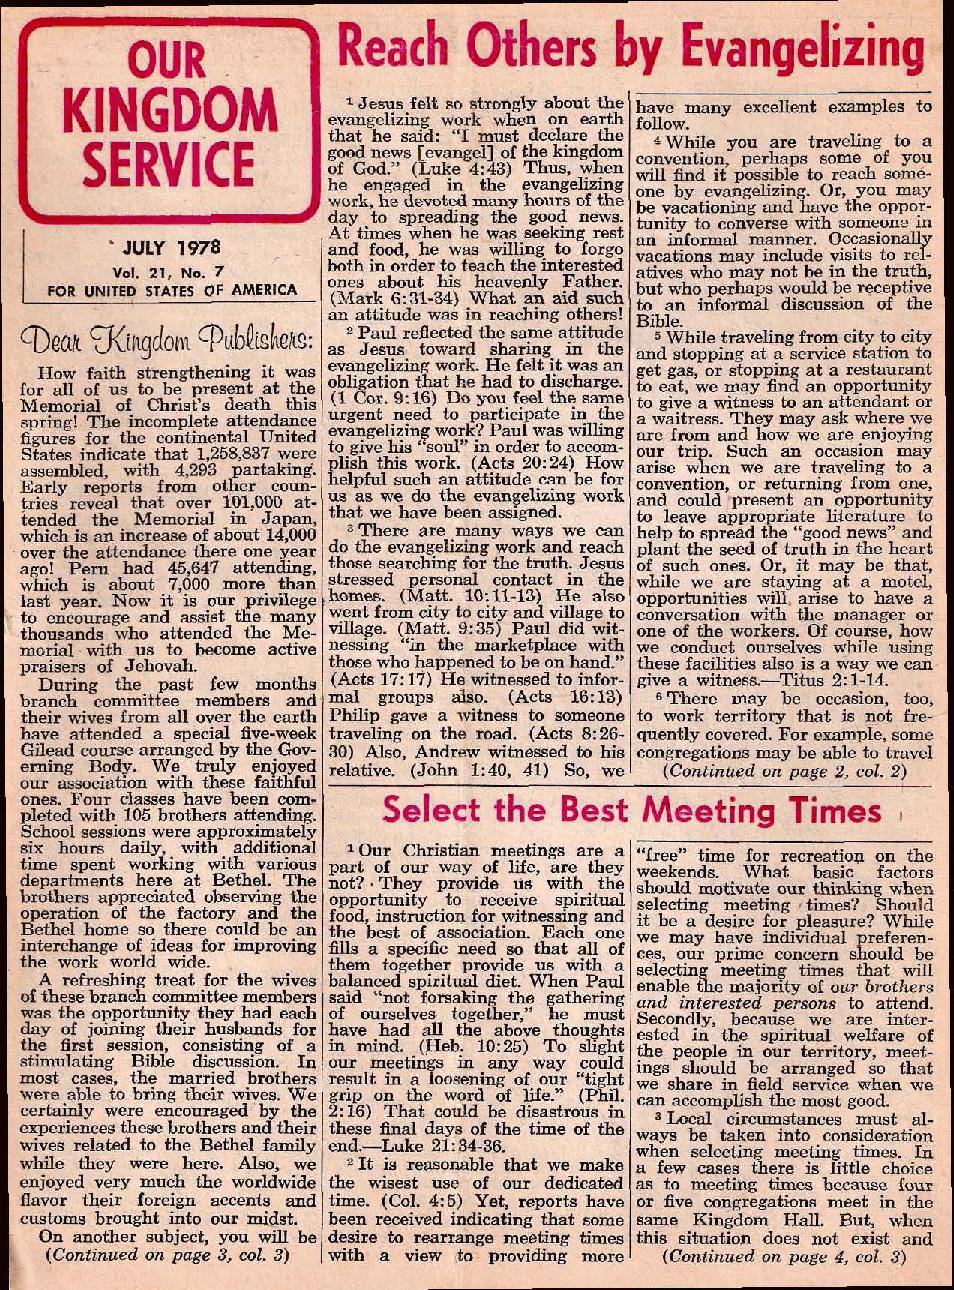 OUR
KINGDOM
SERVICE
JULY 1978
Vol. 21, No. 7
FOR UNITED STATES OF AMERICA
Dear Kingdom Publishers:
How faith strengthening it was
for all of us to be present at the
Memorial of Christ's death this
spring! The incomplete attendance
figures for the continental United
States indicate that 1,258,837 were
assembled, with 4,293 partaking.
Early reports from other coun-
tries reveal that over 101,000 at-
tended the Memorial in Japan,
which is an increase of about 14,000
over the attendance there one year
ago! Peru had 45,647 attending,
which is about 7,000 more than
last year. Now it is our privilege
to encourage and assist the many
thousands who attended the Me-
morial with us to become active
praisers of Jehovah.
During the past few months
branch committee members and
their wives from all over the earth
have attended a special five-week
Gilead course arranged by the Gov-
erning Body. We truly enjoyed
our association with these faithful
ones. Four classes have been com-
pleted with 105 brothers attending.
School sessions were approximately
six hours daily, with additional
time spent working with various
departments here at Bethel. The
brothers appreciated observing the
operation of the factory and the
Bethel home so there could be an
interchange of ideas for improving
the work world wide.
A refreshing treat for the wives
of these branch committee members
was the opportunity they had each
day of joining their husbands for
the first session, consisting of a
stimulating Bible discussion. In
most cases, the married brothers
were able to bring their wives. We
certainly were encouraged by the
experiences these brothers and their
wives related to the Bethel family
while they were here. Also, we
enjoyed very much the worldwide
flavor their foreign accents and
customs brought into our midst.
On another subject, you will be
(Continued on page 3, col. 3)
Reach Others by Evangelizing
1 Jesus felt so strongly about the
evangelizing work when on earth
that he said: "I must declare the
good news [evangel] of the kingdom
of God." (Luke 4:43) Thus, when
he engaged in the evangelizing
work, he devoted many hours of the
day to spreading the good news.
At times when he was seeking rest
and food, he was willing to forgo
both in order to teach the interested
ones about his heavenly Father.
(Mark 6:31-34) What an aid such
an attitude was in reaching others!
2 Paul reflected the same attitude
as Jesus toward sharing in the
evangelizing work. He felt it was an
obligation that he had to discharge.
(1 Cor. 9:16) Do you feel the same
urgent need to participate in the
evangelizing work? Paul was willing
to give his "soul" in order to accom-
plish this work. (Acts 20:24) How
helpful such an attitude can be for
us as we do the evangelizing work
that we have been assigned.
3 There are many ways we can
do the evangelizing work and reach
those searching for the truth. Jesus
stressed personal contact in the
homes. (Matt. 10:11-13) He also
went from city to city and village to
village. (Matt. 9:35) Paul did wit-
nessing "in the marketplace with
those who happened to be on hand."
(Acts 17:17) He witnessed to infor-
mal groups also. (Acts 16:13)
Philip gave a witness to someone
traveling on the road. (Acts 8:26-
30) Also, Andrew witnessed to his
relative. (John 1:40, 41) So, we
have many excellent examples to
follow.
4 While you are traveling to a
convention, perhaps some of you
will find it possible to reach some-
one by evangelizing. Or, you may
be vacationing and have the oppor-
tunity to converse with someone in
an informal manner. Occasionally
vacations may include visits to rel-
atives who may not be in the truth,
but who perhaps would be receptive
to an informal discussion of the
Bible.
5 While traveling from city to city
and stopping at a service station to
get gas, or stopping at a restaurant
to eat, we may find an opportunity
to give a witness to an attendant or
a waitress. They may ask where we
are from and how we are enjoying
our trip. Such an occasion may
arise when we are traveling to a
convention, or returning from one,
and could present an opportunity
to leave appropriate literature to
help to spread the "good news" and
plant the seed of truth in the heart
of such ones. Or, it may be that,
while we are staying at a motel,
opportunities will arise to have a
conversation with the manager or
one of the workers. Of course, how
we conduct ourselves while using
these facilities also is a way we can
give a witness.—Titus 2:1-14.
6 There may be occasion, too,
to work territory that is not fre-
quently covered. For example, some
congregations may be able to travel
(Continued on page 2, col. 2)
Select the Best Meeting Times
1 Our Christian meetings are a
part of our way of life, are they
not? They provide us with the
opportunity to receive spiritual
food, instruction for witnessing and
the best of association. Each one
fills a specific need so that all of
them together provide us with a
balanced spiritual diet. When Paul
said "not forsaking the gathering
of ourselves together," he must
have had all the above thoughts
in mind. (Heb. 10:25) To slight
our meetings in any way could
result in a loosening of our "tight
grip on the word of life." (Phil.
2:16) That could be disastrous in
these final days of the time of the
end.—Luke 21:34-36.
2 It is reasonable that we make
the wisest use of our dedicated
time. (Col. 4:5) Yet, reports have
been received indicating that some
desire to rearrange meeting times
with a view to providing more
"free" time for recreation on the
weekends. What basic factors
should motivate our thinking when
selecting meeting times? Should
it be a desire for pleasure? While
we may have individual preferen-
ces, our prime concern should be
selecting meeting times that will
enable the majority of our brothers
and interested persons to attend.
Secondly, because we are inter-
ested in the spiritual welfare of
the people in our territory, meet-
ings should be arranged so that
we share in field service when we
can accomplish the most good.
3 Local circumstances must al-
ways be taken into consideration
when selecting meeting times. In
a few cases there is little choice
as to meeting times because four
or five congregations meet in the
same Kingdom Hall. But, when
this situation does not exist and
(Continued on page 4, col. 3)